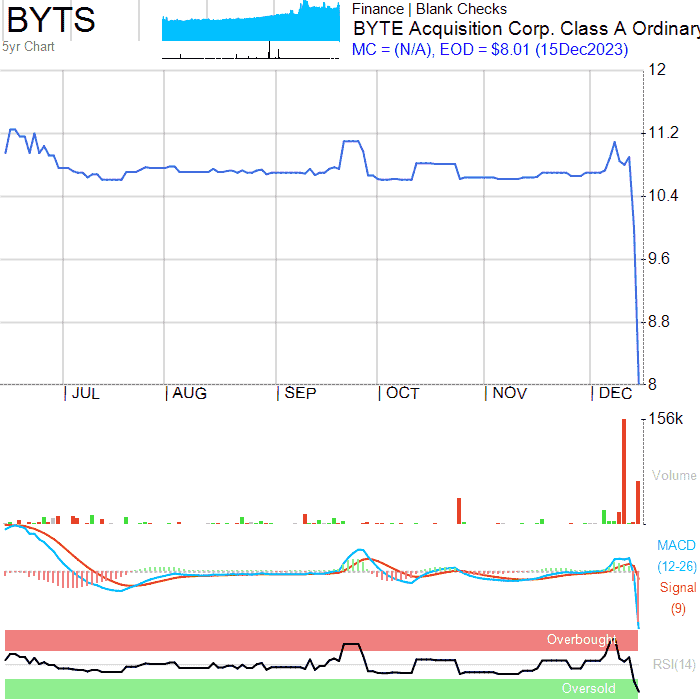 BYTS
5yr Chart
Finance | Blank Checks
BYTE Acquisition Corp. Class A Ordinary
MC = (N/A), EOD = $8.01 (15Dec2023)
12
11.2
10.4
9.6
8.8
8
JUL
AUG
SEP
OCT
NOV
DEC
156k
Volume
MACD
(12-26)
Signal
(9)
Overbought
RSI(14)
Oversold